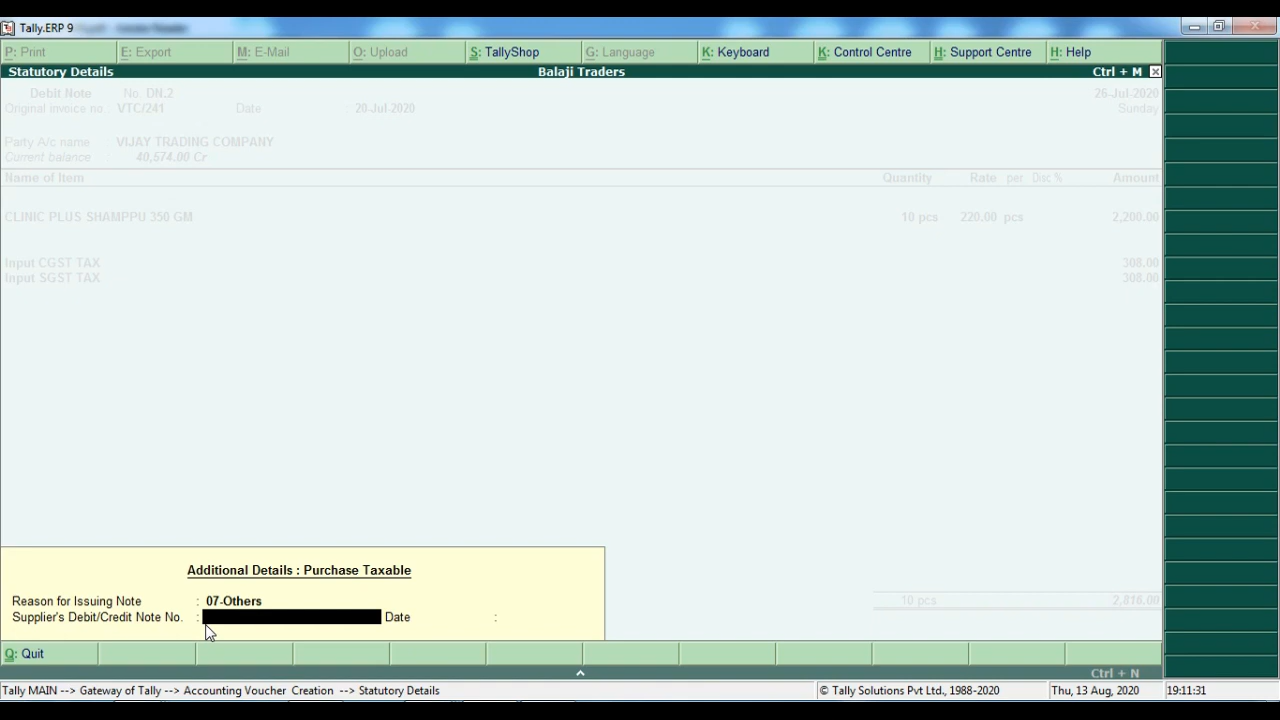 Tally.ERP 9
P: Print E: Export M: E-Mail O: Upload S: TallyShop G: Language K: Keyboard K: Control Centre H: Support Centre H: Help
Statutory Details Balaji Traders Ctrl + M
Debit Note No. DN.2 26-Jul-2020
Original invoice no : VTC/241 Date : 20-Jul-2020 Sunday
Party A/c name : VIJAY TRADING COMPANY
Current balance : 40,574.00 Cr
Name of Item Quantity Rate per Disc % Amount
CLINIC PLUS SHAMPPU 350 GM 10 pcs 220.00 pcs 2,200.00
Input CGST TAX 308.00
Input SGST TAX 308.00
Additional Details : Purchase Taxable
Reason for Issuing Note : 07-Others
10 pcs 2,816.00
Supplier's Debit/Credit Note No. : Date :
Q: Quit
Ctrl + N
Tally MAIN --> Gateway of Tally --> Accounting Voucher Creation --> Statutory Details © Tally Solutions Pvt Ltd., 1988-2020 Thu, 13 Aug, 2020 19:11:31